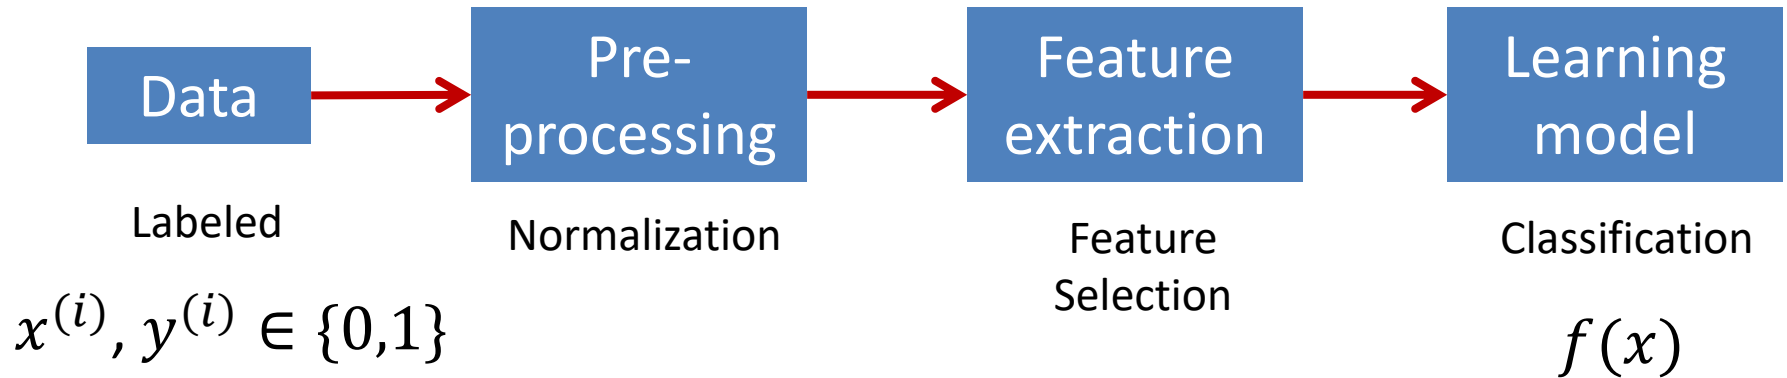 Data
Labeled
x^{(i)}, y^{(i)} ∈ {0,1}
Pre-
processing
Normalization
Feature
extraction
Feature
Selection
Learning
model
Classification
f(x)